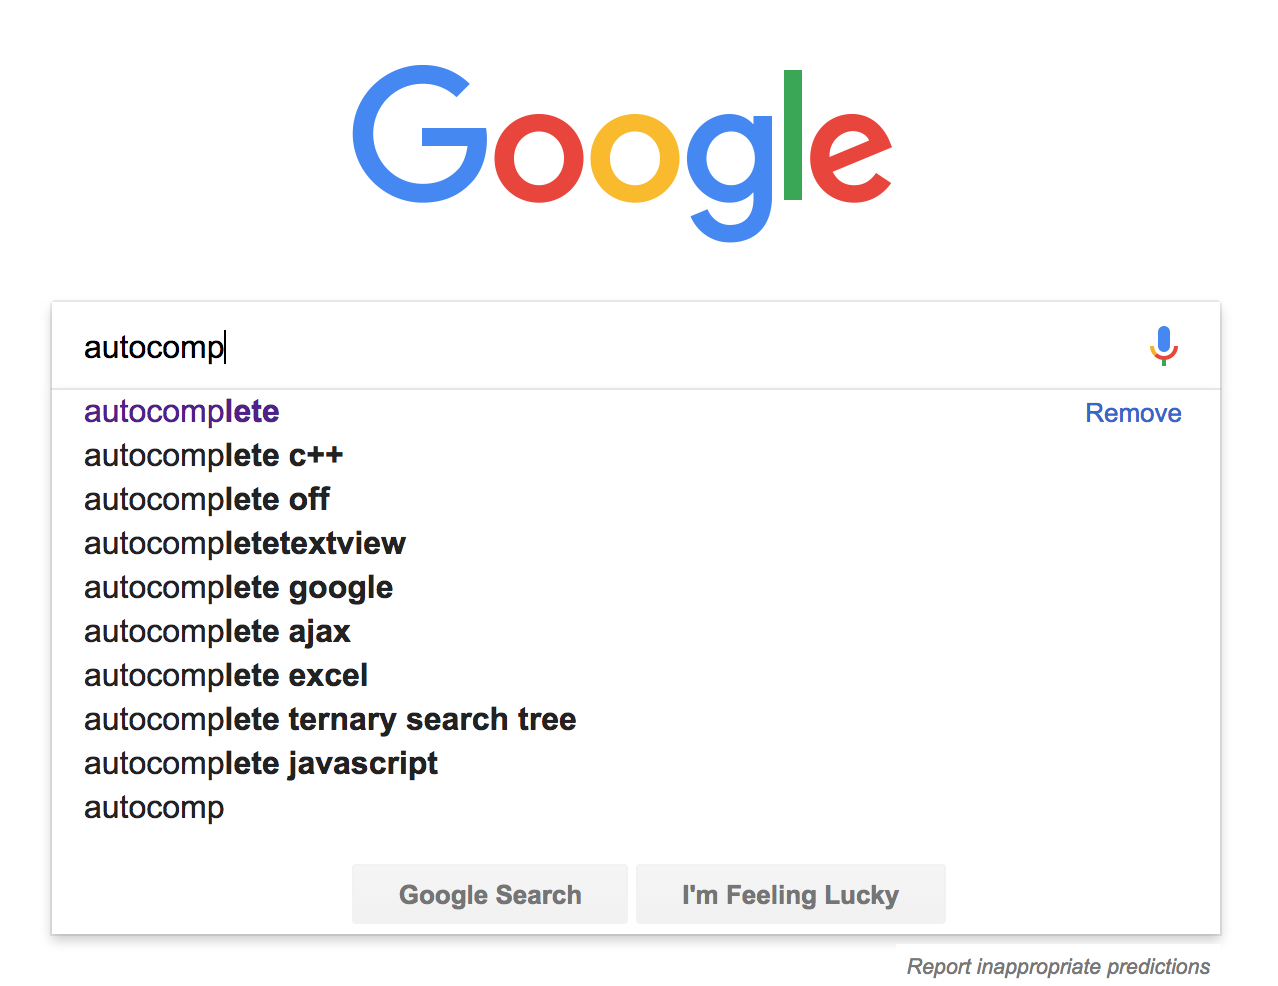 Google
autocomp
autocomplete
Remove
autocomplete c++
autocomplete off
autocompletetextview
autocomplete google
autocomplete ajax
autocomplete excel
autocomplete ternary search tree
autocomplete javascript
autocomp
Google Search
I'm Feeling Lucky
Report inappropriate predictions